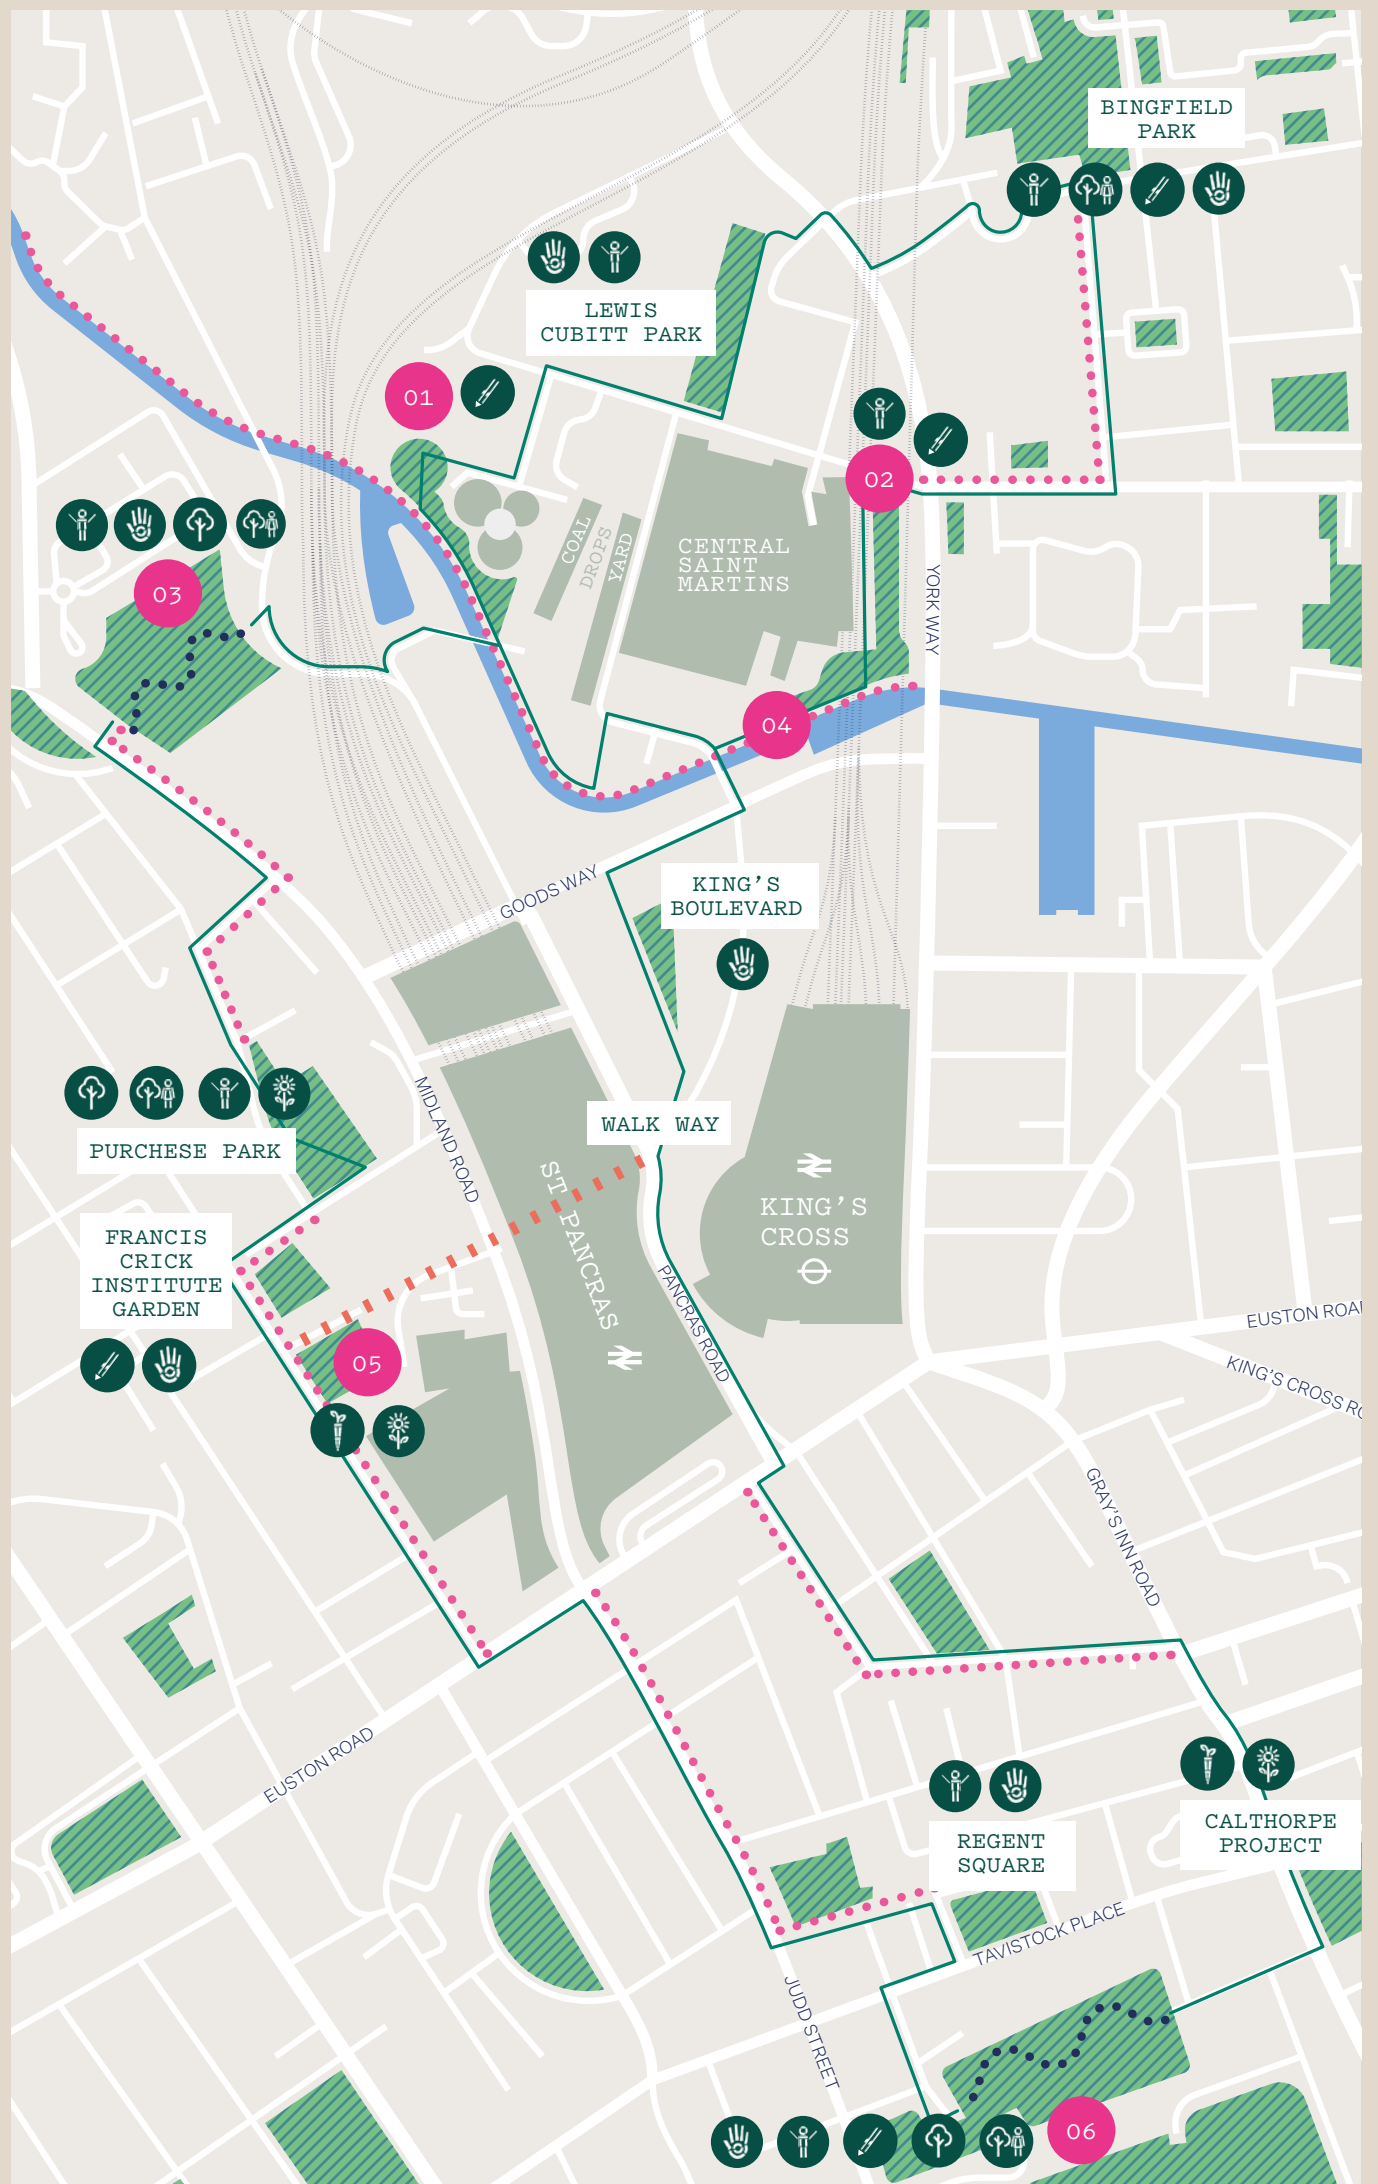 BINGFIELD
PARK
LEWIS
CUBITT PARK
01
02
03
COAL
DROPS
YARD
CENTRAL
SAINT
MARTINS
YORK WAY
04
GOODS WAY
KING'S
BOULEVARD
MIDLAND ROAD
WALK WAY
PURCHESE PARK
ST PANCRAS
KING'S
CROSS
FRANCIS
CRICK
INSTITUTE
GARDEN
PANCRAS ROAD
05
EUSTON ROA
KING'S CROSS RO
GRAY'S INN ROAD
EUSTON ROAD
REGENT
SQUARE
CALTHORPE
PROJECT
TAVISTOCK PLACE
JUDD STREET
06